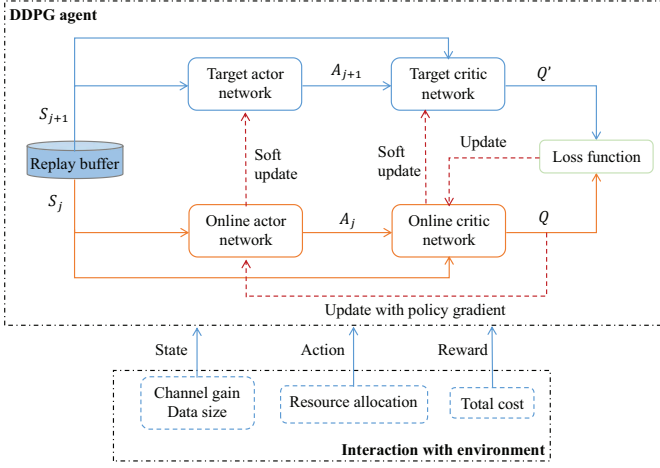 DDPG agent
Target actor
network
A_{j+1}
Target critic
network
Q'
S_{j+1}
Replay buffer
Soft
update
Soft
update
Update
Loss function
S_j
Online actor
network
A_j
Online critic
network
Q
Update with policy gradient
State
Action
Reward
Channel gain
Data size
Resource allocation
Total cost
Interaction with environment